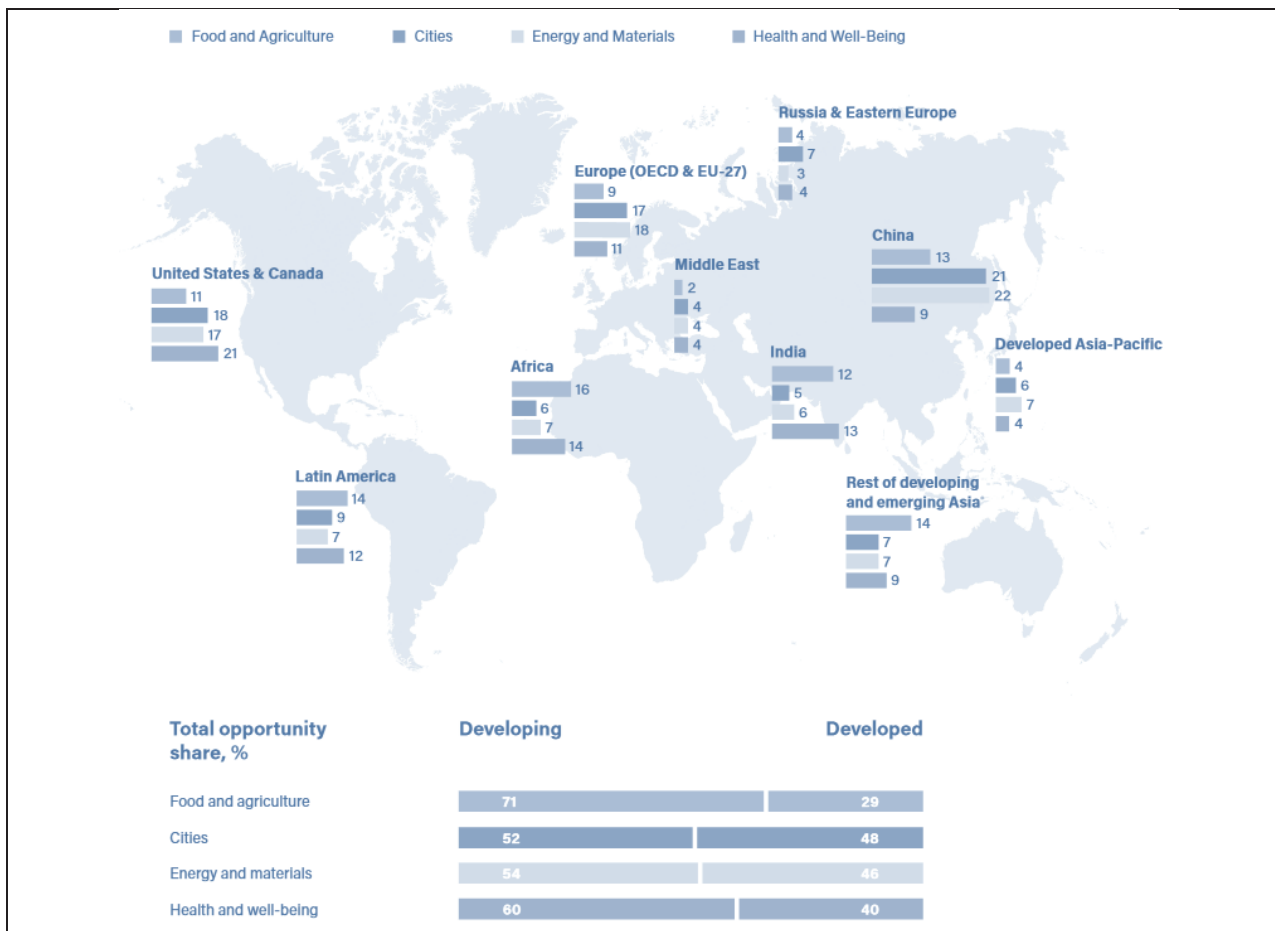 Food and Agriculture
Cities
Energy and Materials
Health and Well-Being
Russia & Eastern Europe
4
7
3
4
Europe (OECD & EU-27)
9
17
18
11
China
13
21
22
9
Middle East
2
4
4
4
United States & Canada
11
18
17
21
Developed Asia-Pacific
4
6
7
4
India
12
5
6
13
Africa
16
6
7
14
Latin America
14
9
7
12
Rest of developing
and emerging Asia*
14
7
7
9
Total opportunity
share, %
Developing
Developed
Food and agriculture
71
29
Cities
52
48
Energy and materials
54
46
Health and well-being
60
40